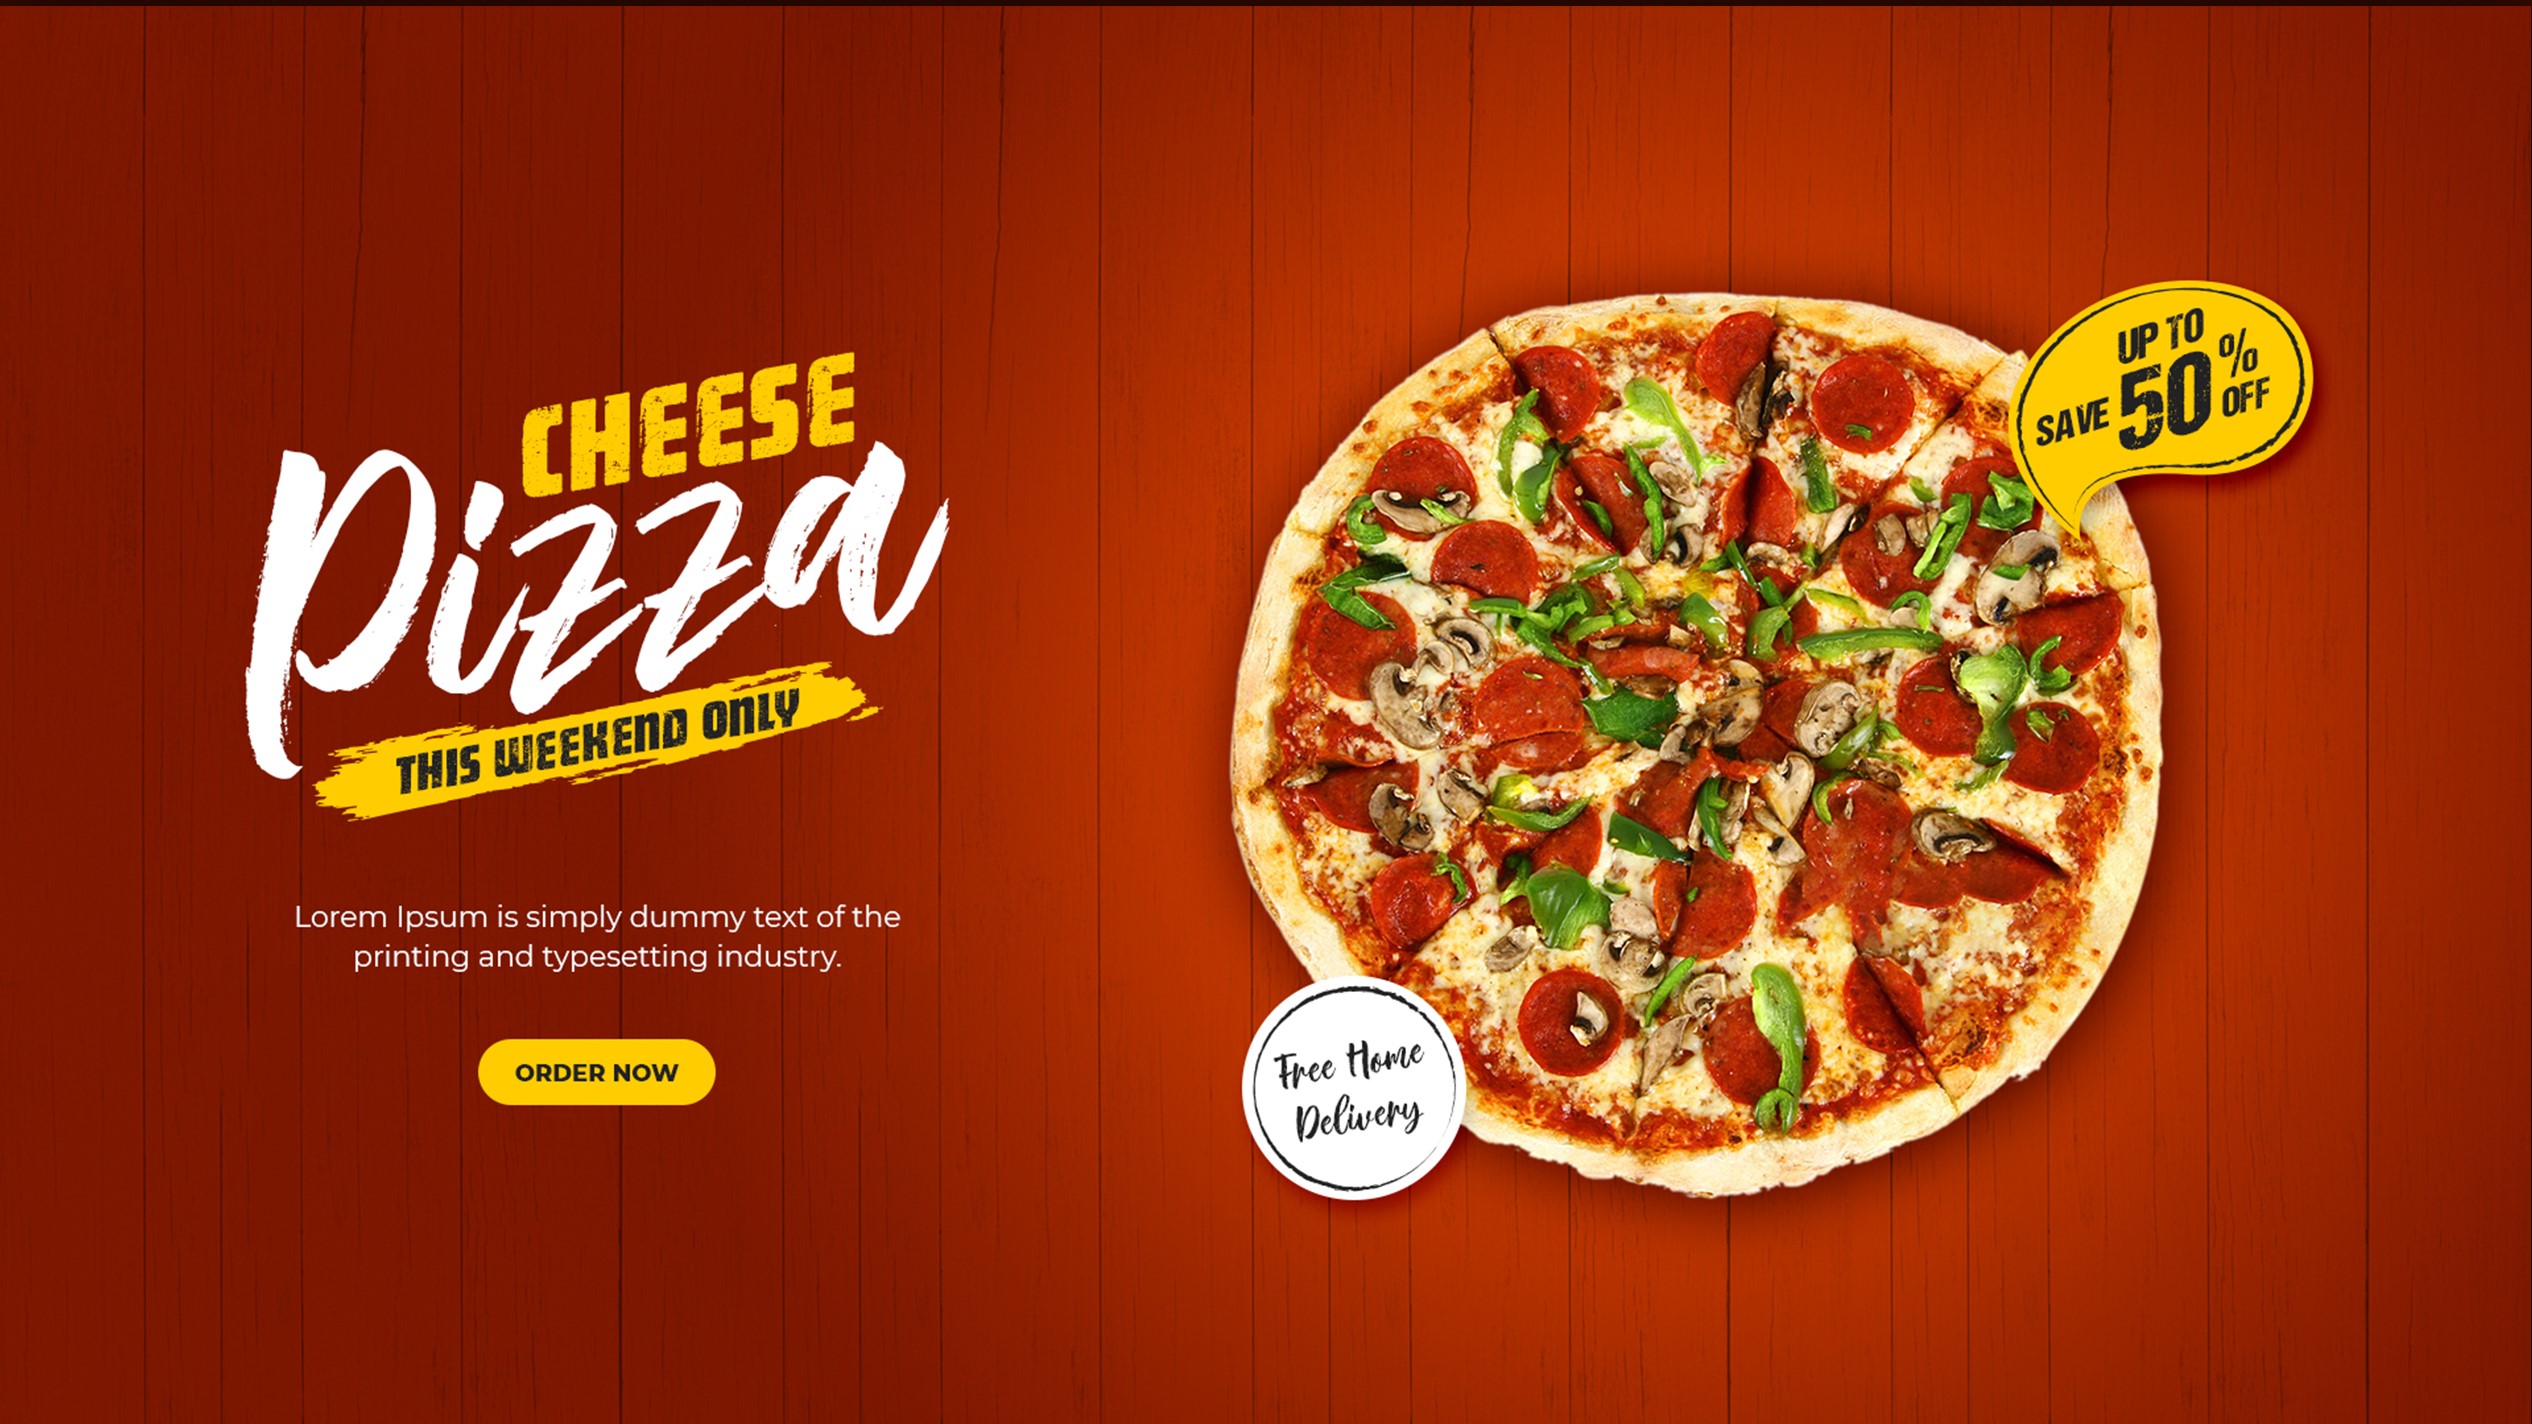 CHEESE
Pizza
THIS WEEKEND ONLY
Lorem Ipsum is simply dummy text of the
printing and typesetting industry.
ORDER NOW
UP TO
SAVE 50% OFF
Free Home
Delivery